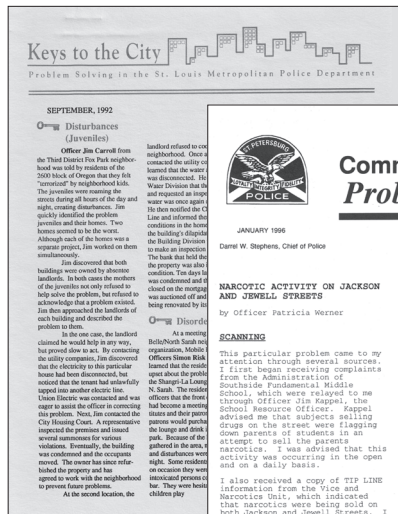 Keys to the City
Problem Solving in the St. Louis Metropolitan Police Department
SEPTEMBER, 1992
Disturbances
(Juveniles)
Officer Jim Carroll from
the Third District Fox Park neighbor-
hood was told by residents of the
2600 block of Oregon that they felt
"terrorized" by neighborhood kids.
The juveniles were roaming the
streets during all hours of the day and
night, creating disturbances. Jim
quickly identified the problem
juveniles and their homes. Two
homes seemed to be the worst.
Although each of the homes was a
separate project, Jim worked on them
simultaneously.
Jim discovered that both
buildings were owned by absentee
landlords. In both cases the mothers
of the juveniles not only refused to
help solve the problem, but refused to
acknowledge that a problem existed.
Jim then approached the landlords of
each building and described the
problem to them.
In the one case, the landlord
claimed he would help in any way,
but proved slow to act. By contacting
the utility companies, Jim discovered
that the electricity to this particular
house had been disconnected, but
noticed that the tenant had unlawfully
tapped into another electric line.
Union Electric was contacted and was
eager to assist the officer in correcting
this problem. Next, Jim contacted the
City Housing Court. A representative
inspected the premises and issued
several summonses for various
violations. Eventually, the building
was condemned and the occupants
moved. The owner has since refur-
bished the property and has
agreed to work with the neighborhood
to prevent future problems.
At the second location, the
landlord refused to coo
neighborhood. Once a
contacted the utility co
learned that the water
was disconnected. He
Water Division that th
and requested an inspe
water was once again
He then notified the C
Line and informed the
conditions in the home
the building's dilapida
the Building Division
to make an inspection
The bank that held the
the property was also
condition. Ten days la
was condemned and th
closed on the mortgag
was auctioned off and
being renovated by its
Disorde
At a meeting
Belle/North Sarah nei
organization, Mobile
Officers Simon Risk
learned that the reside
upset about the proble
the Shangri-La Loung
N. Sarah. The residen
officers that the front
had become a meeting
titutes and their patron
patrons would purcha
the lounge and drink i
park. Because of the
gathered in the area, n
and disturbances were
night. Some residents
on occasion they were
intoxicated persons co
bar. They were hesita
children play
ST PETERSBURG
LOYALTY INTEGRITY FIDELITY
POLICE
Comm
Prob
JANUARY 1996
Darrel W. Stephens, Chief of Police
NARCOTIC ACTIVITY ON JACKSON
AND JEWELL STREETS
by Officer Patricia Werner
SCANNING
This particular problem came to my
attention through several sources.
I first began receiving complaints
from the Administration of
Southside Fundamental Middle
School, which were relayed to me
through Officer Jim Kappel, the
School Resource Officer. Kappel
advised me that subjects selling
drugs on the street were flagging
down parents of students in an
attempt to sell the parents
narcotics. I was advised that this
activity was occurring in the open
and on a daily basis.
I also received a copy of TIP LINE
information from the Vice and
Narcotics Unit, which indicated
that narcotics were being sold on
both Jackson and Jewell Streets. I